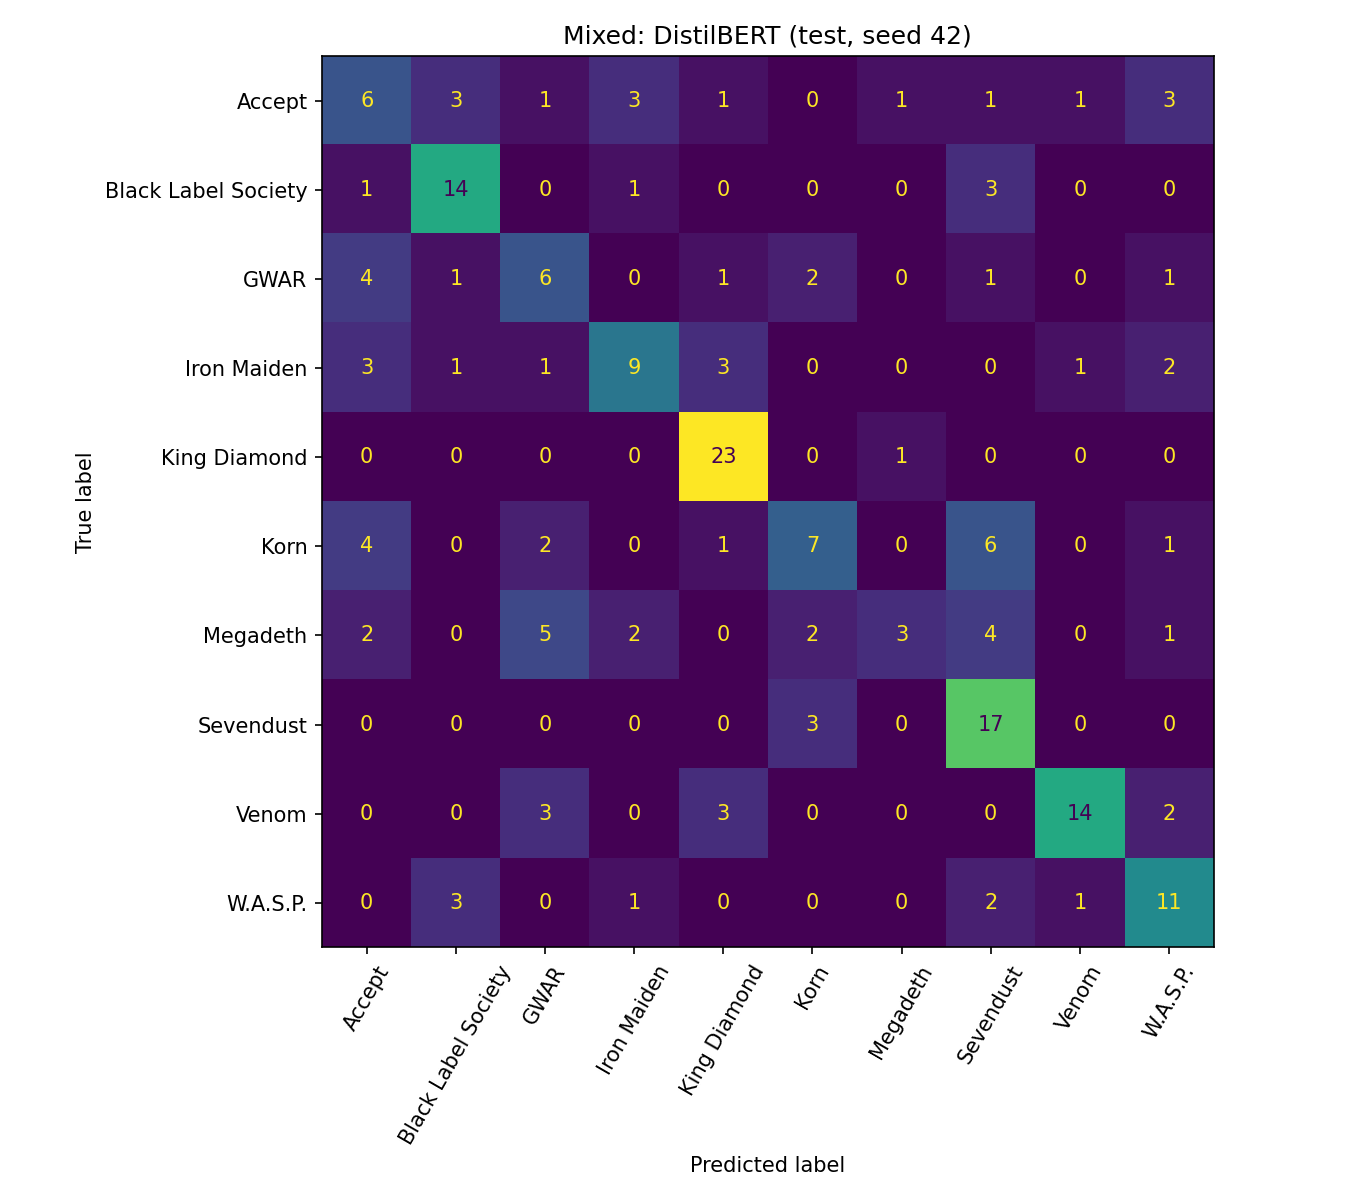 Mixed: DistilBERT (test, seed 42)
Accept 6 3 1 3 1 0 1 1 1 3
Black Label Society 1 14 0 1 0 0 0 3 0 0
GWAR 4 1 6 0 1 2 0 1 0 1
Iron Maiden 3 1 1 9 3 0 0 0 1 2
King Diamond 0 0 0 0 23 0 1 0 0 0
Korn 4 0 2 0 1 7 0 6 0 1
Megadeth 2 0 5 2 0 2 3 4 0 1
Sevendust 0 0 0 0 0 3 0 17 0 0
Venom 0 0 3 0 3 0 0 0 14 2
W.A.S.P. 0 3 0 1 0 0 0 2 1 11
True label
Accept
Black Label Society
GWAR
Iron Maiden
King Diamond
Korn
Megadeth
Sevendust
Venom
W.A.S.P.
Predicted label